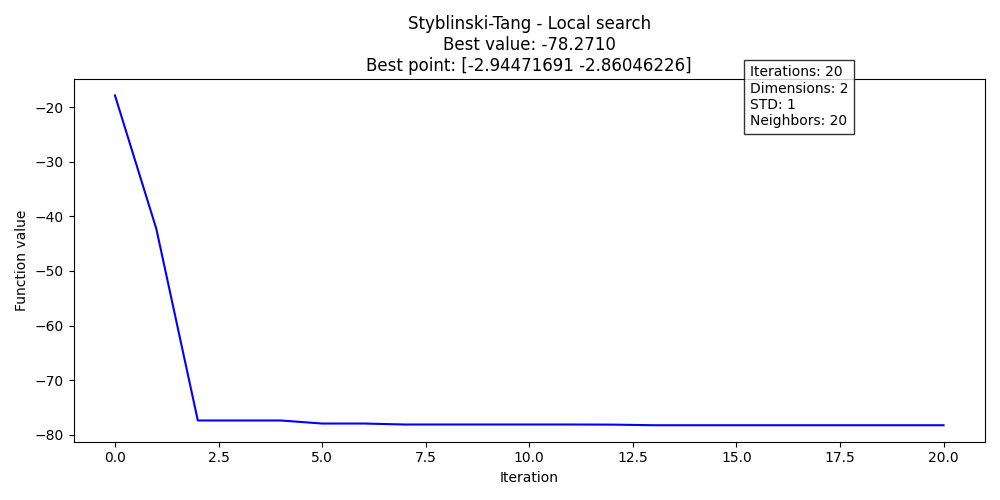 Styblinski-Tang - Local search
Best value: -78.2710
Best point: [-2.94471691 -2.86046226]
Iterations: 20
Dimensions: 2
STD: 1
Neighbors: 20
Function value
−20
−30
−40
−50
−60
−70
−80
0.0 2.5 5.0 7.5 10.0 12.5 15.0 17.5 20.0
Iteration